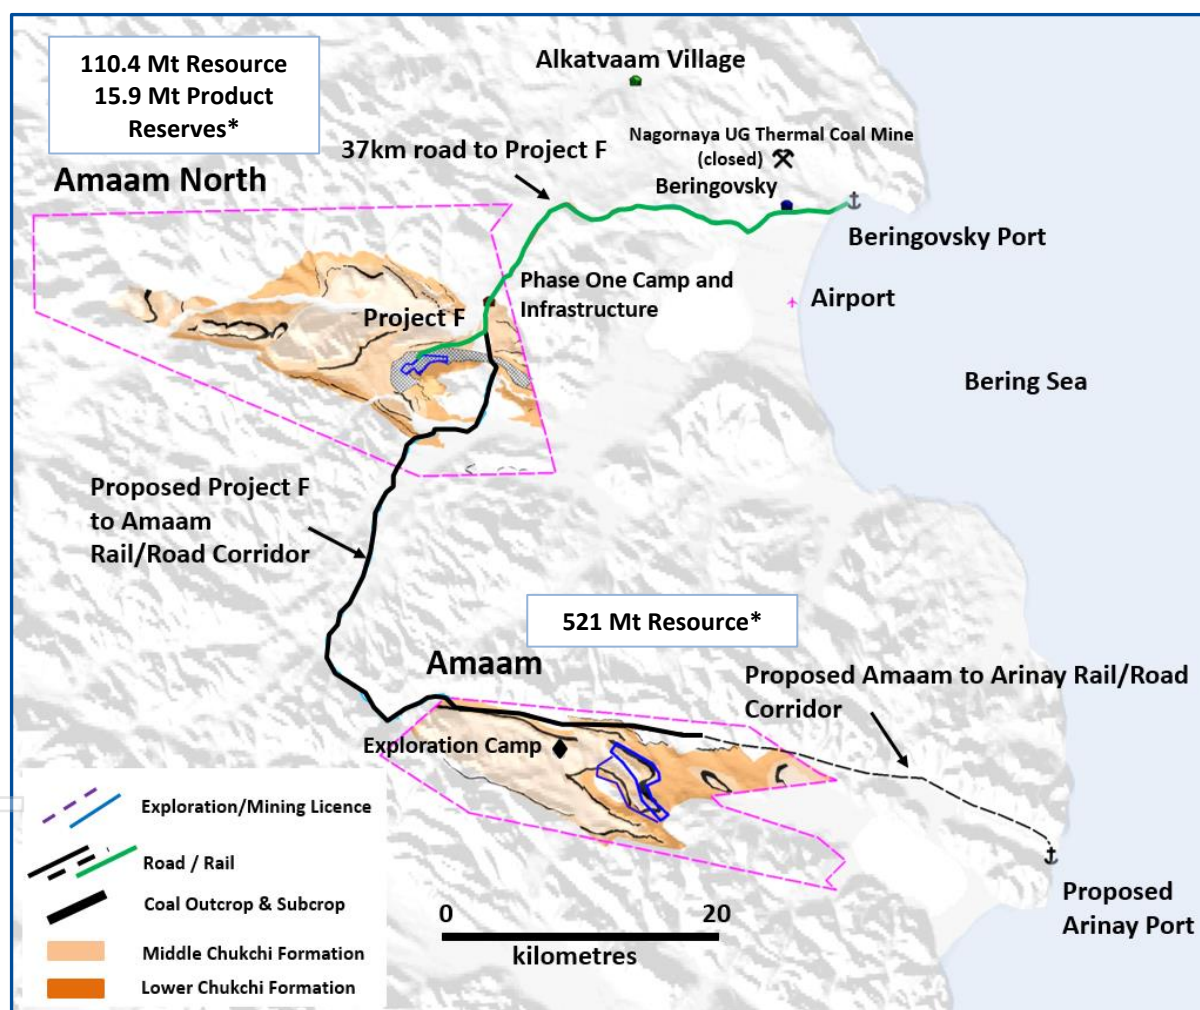 110.4 Mt Resource
15.9 Mt Product
Reserves*
Alkatvaam Village
Nagornaya UG Thermal Coal Mine
(closed)
37km road to Project F
Beringovsky
Amaam North
Beringovsky Port
Phase One Camp and
Infrastructure
Airport
Project F
Bering Sea
Proposed Project F
to Amaam
Rail/Road Corridor
521 Mt Resource*
Amaam
Proposed Amaam to Arinay Rail/Road
Corridor
Exploration Camp
Exploration/Mining Licence
Road / Rail
Coal Outcrop & Subcrop
Middle Chukchi Formation
Lower Chukchi Formation
0 20
kilometres
Proposed
Arinay Port